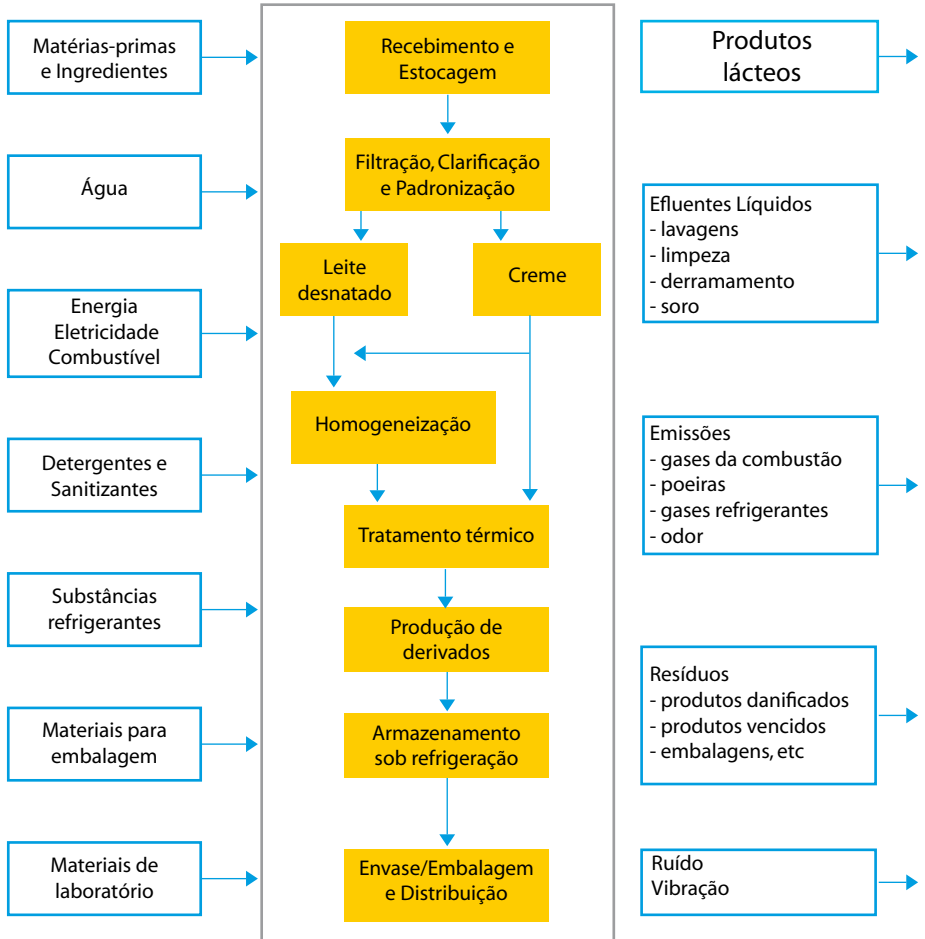 Matérias-primas
e Ingredientes
Água
Energia
Eletricidade
Combustível
Detergentes e
Sanitizantes
Substâncias
refrigerantes
Materiais para
embalagem
Materiais de
laboratório
Recebimento e
Estocagem
Filtração, Clarificação
e Padronização
Leite
desnatado
Creme
Homogeneização
Tratamento térmico
Produção de
derivados
Armazenamento
sob refrigeração
Envase/Embalagem
e Distribuição
Produtos
lácteos
Efluentes Líquidos
- lavagens
- limpeza
- derramamento
- soro
Emissões
- gases da combustão
- poeiras
- gases refrigerantes
- odor
Resíduos
- produtos danificados
- produtos vencidos
- embalagens, etc
Ruído
Vibração